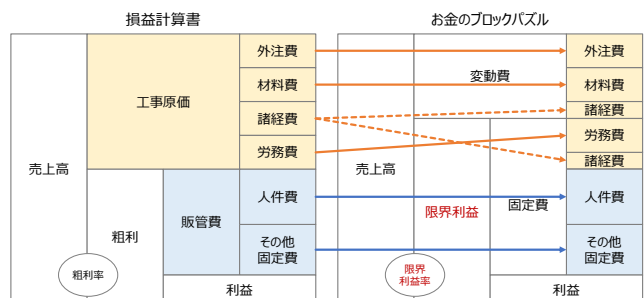 損益計算書
お金のブロックパズル
売上高
工事原価
外注費
材料費
諸経費
労務費
粗利
粗利率
販管費
人件費
その他
固定費
利益
売上高
変動費
限界利益
限界
利益率
固定費
外注費
材料費
諸経費
労務費
諸経費
人件費
その他
固定費
利益